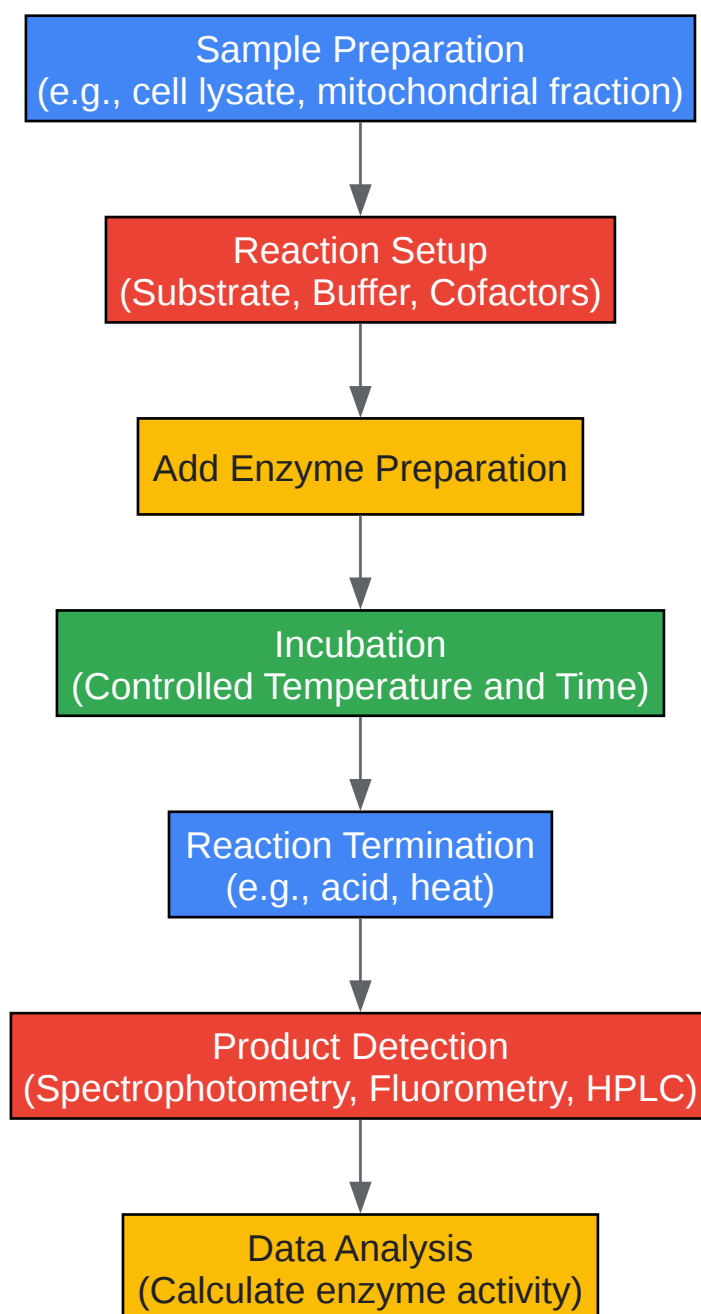 Sample Preparation
(e.g., cell lysate, mitochondrial fraction)
Reaction Setup
(Substrate, Buffer, Cofactors)
Add Enzyme Preparation
Incubation
(Controlled Temperature and Time)
Reaction Termination
(e.g., acid, heat)
Product Detection
(Spectrophotometry, Fluorometry, HPLC)
Data Analysis
(Calculate enzyme activity)